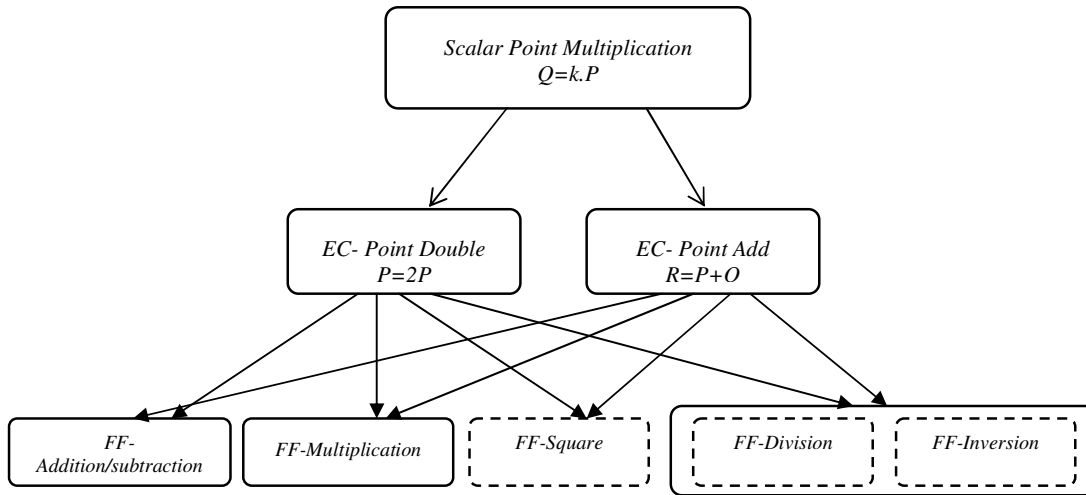 Scalar Point Multiplication
Q=k.P
EC- Point Double
P=2P
EC- Point Add
R=P+O
FF-
Addition/subtraction
FF-Multiplication
FF-Square
FF-Division
FF-Inversion